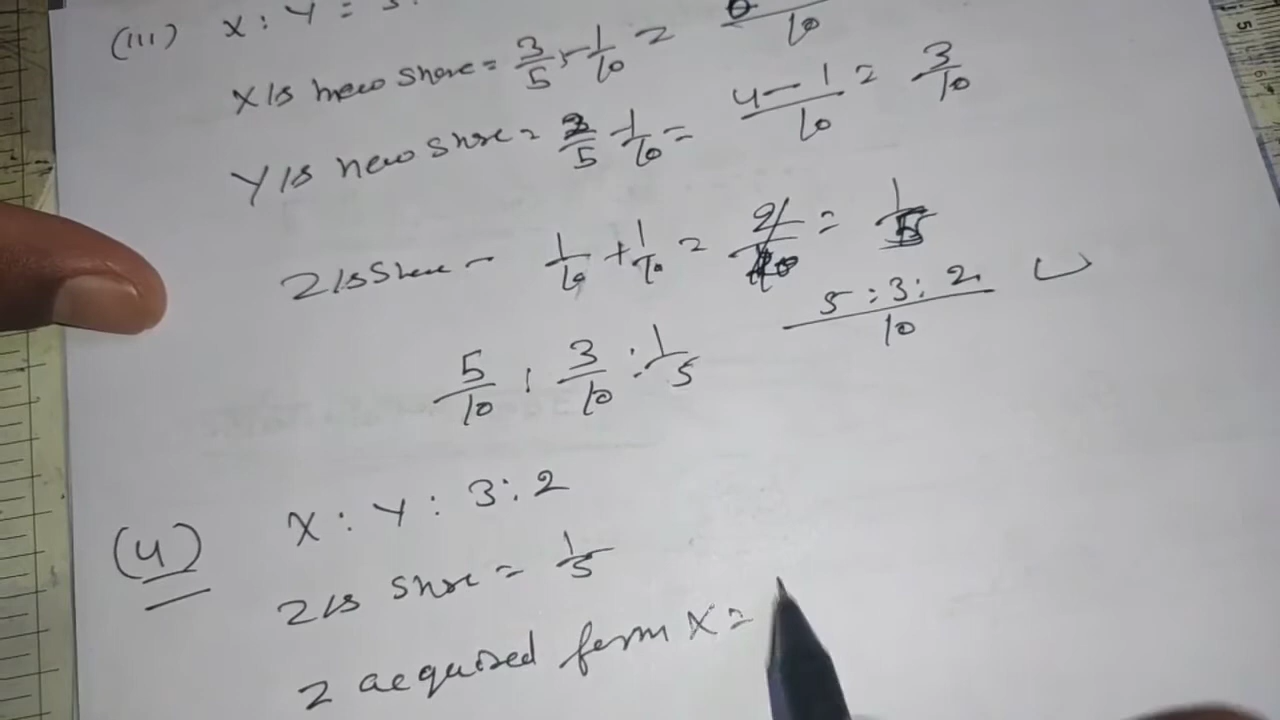 (III) X : Y = 3:
X's new share = 3/5 - 1/10 = /10
Y's new share = 2/5 - 1/10 = 4-1/10 = 3/10
Z's Share - 1/10 + 1/10 = 2/10 = 1/5
5/10 : 3/10 : 1/5
5 : 3 : 2/10
(4) X : Y : 3 : 2
Z's share = 1/5
Z acquired form X =